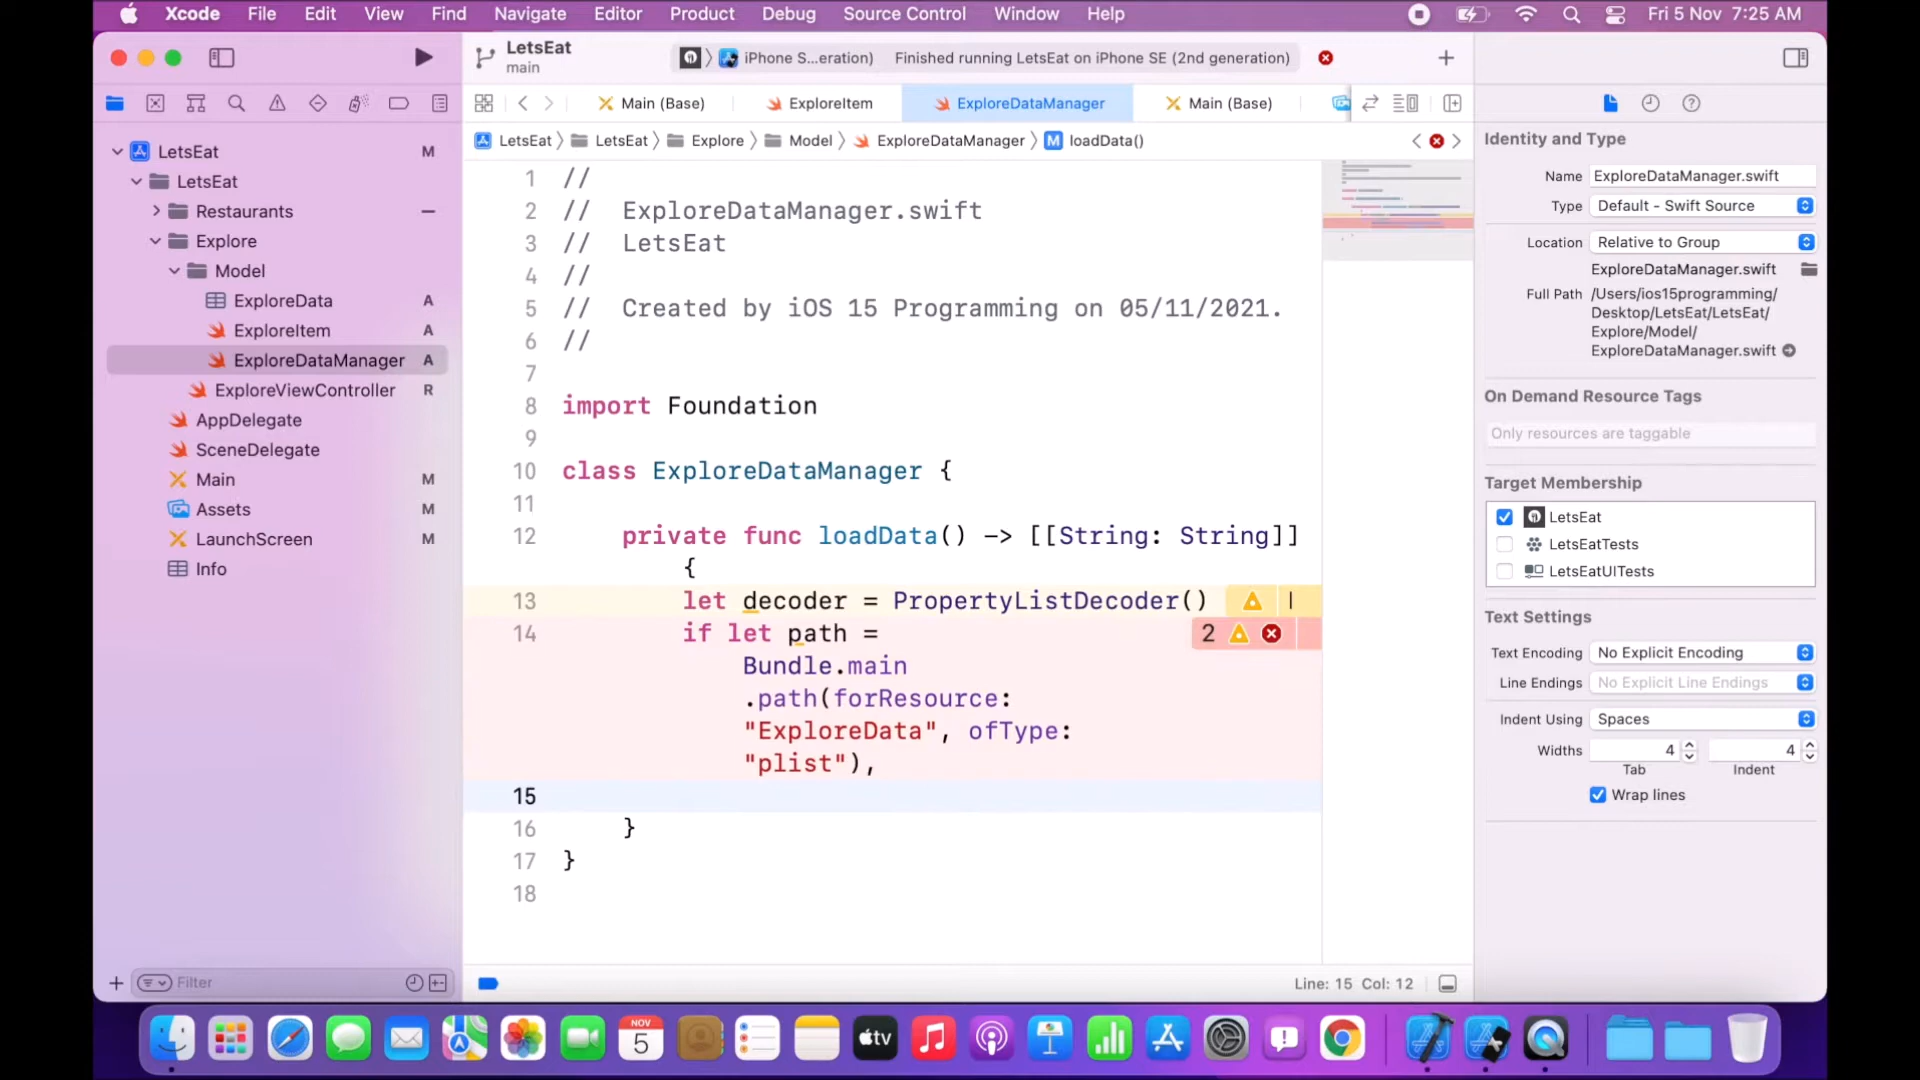 Xcode File Edit View Find Navigate Editor Product Debug Source Control Window Help Fri 5 Nov 7:25 AM
LetsEat
main
iPhone S...eration) Finished running LetsEat on iPhone SE (2nd generation)
Main (Base) ExploreItem ExploreDataManager Main (Base)
LetsEat LetsEat Explore Model ExploreDataManager M loadData()
LetsEat M
LetsEat
Restaurants
Explore
Model
ExploreData A
ExploreItem A
ExploreDataManager A
ExploreViewController R
AppDelegate
SceneDelegate
Main M
Assets M
LaunchScreen M
Info
Filter
1 //
2 // ExploreDataManager.swift
3 // LetsEat
4 //
5 // Created by iOS 15 Programming on 05/11/2021.
6 //
7
8 import Foundation
9
10 class ExploreDataManager {
11
12 private func loadData() -> [[String: String]]
{
13 let decoder = PropertyListDecoder()
14 if let path = 2
Bundle.main
.path(forResource:
"ExploreData", ofType:
"plist"),
15
16 }
17 }
18
Line: 15 Col: 12
Identity and Type
Name ExploreDataManager.swift
Type Default - Swift Source
Location Relative to Group
ExploreDataManager.swift
Full Path /Users/ios15programming/
Desktop/LetsEat/LetsEat/
Explore/Model/
ExploreDataManager.swift
On Demand Resource Tags
Only resources are taggable
Target Membership
LetsEat
LetsEatTests
LetsEatUITests
Text Settings
Text Encoding No Explicit Encoding
Line Endings No Explicit Line Endings
Indent Using Spaces
Widths 4 4
Tab Indent
Wrap lines
NOV
5
tv